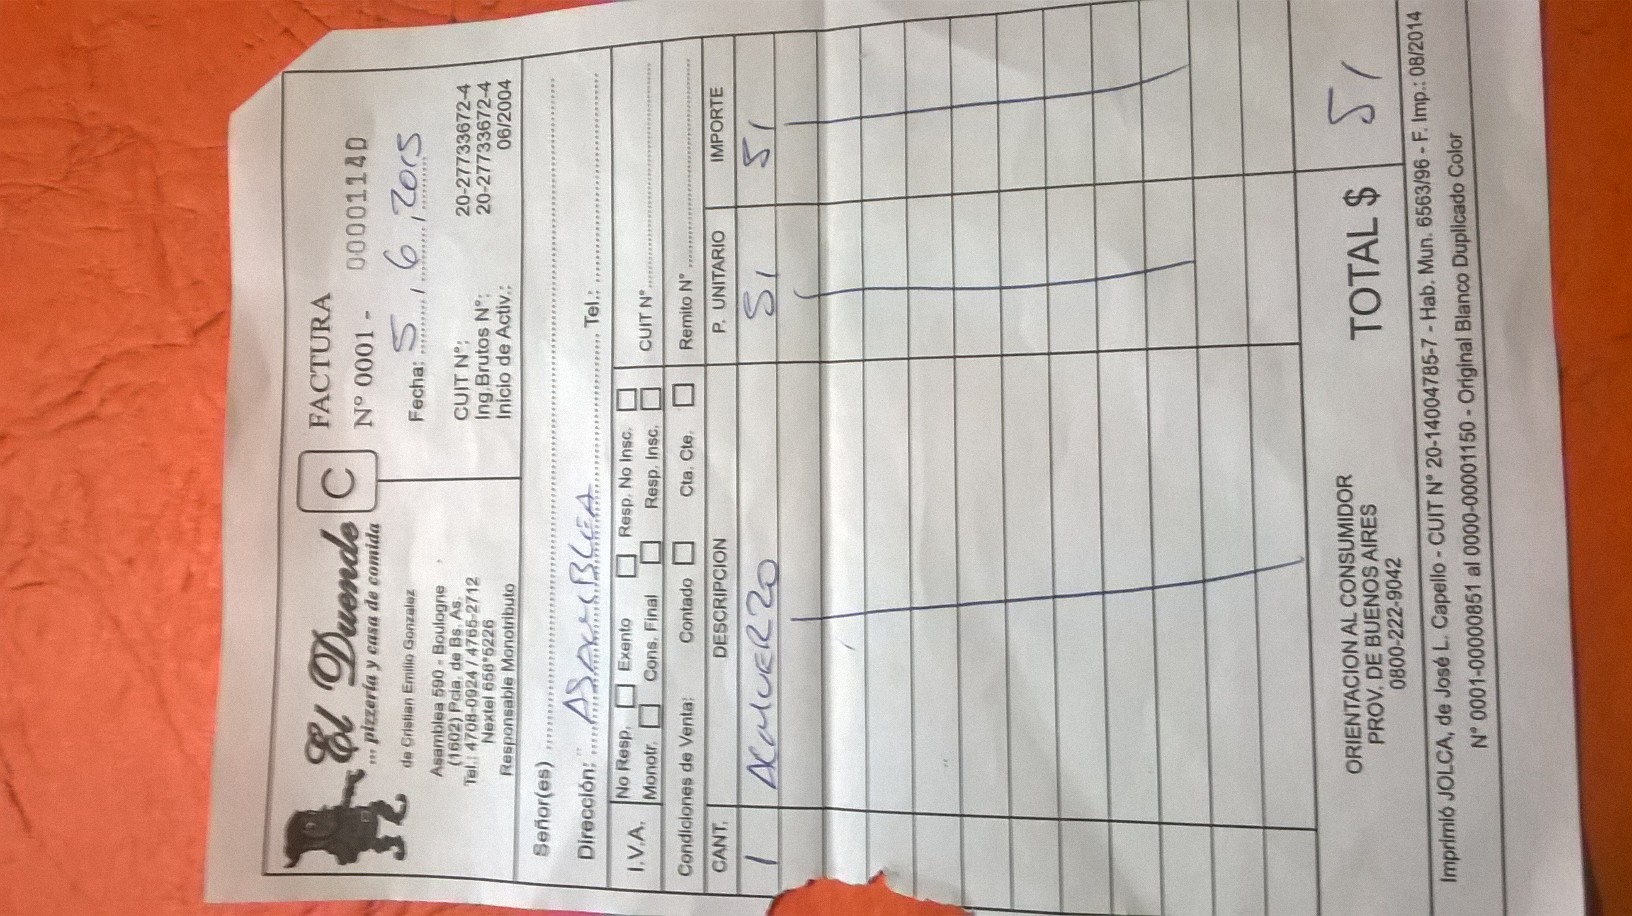 El Duende
... pizzería y casa de comida
de Cristian Emilio Gonzalez
Asamblea 590 - Boulogne
(1602) Pcia. de Bs. As.
Tel.: 4708-0924 / 4765-2712
Nextel 658*5226
Responsable Monotributo
C
FACTURA
Nº 0001 - 00001140
Fecha: 5 / 6 / 2015
CUIT Nº: 20-27733672-4
Ing.Brutos Nº: 20-27733672-4
Inicio de Activ.: 06/2004
Señor(es)
Dirección: ASAMBLEA Tel.:
I.V.A. No Resp. Exento Resp. No Insc.
Monotr. Cons. Final Resp. Insc. CUIT Nº
Condiciones de Venta: Contado Cta. Cte. Remito Nº
CANT. DESCRIPCION P. UNITARIO IMPORTE
1 ALMUERZO 51 51
ORIENTACION AL CONSUMIDOR
PROV. DE BUENOS AIRES
0800-222-9042
TOTAL $ 51
Imprimió JOLCA, de José L. Capello - CUIT Nº 20-14004785-7 - Hab. Mun. 6563/96 - F. Imp.: 08/2014
Nº 0001-00000851 al 0000-00001150 - Original Blanco Duplicado Color